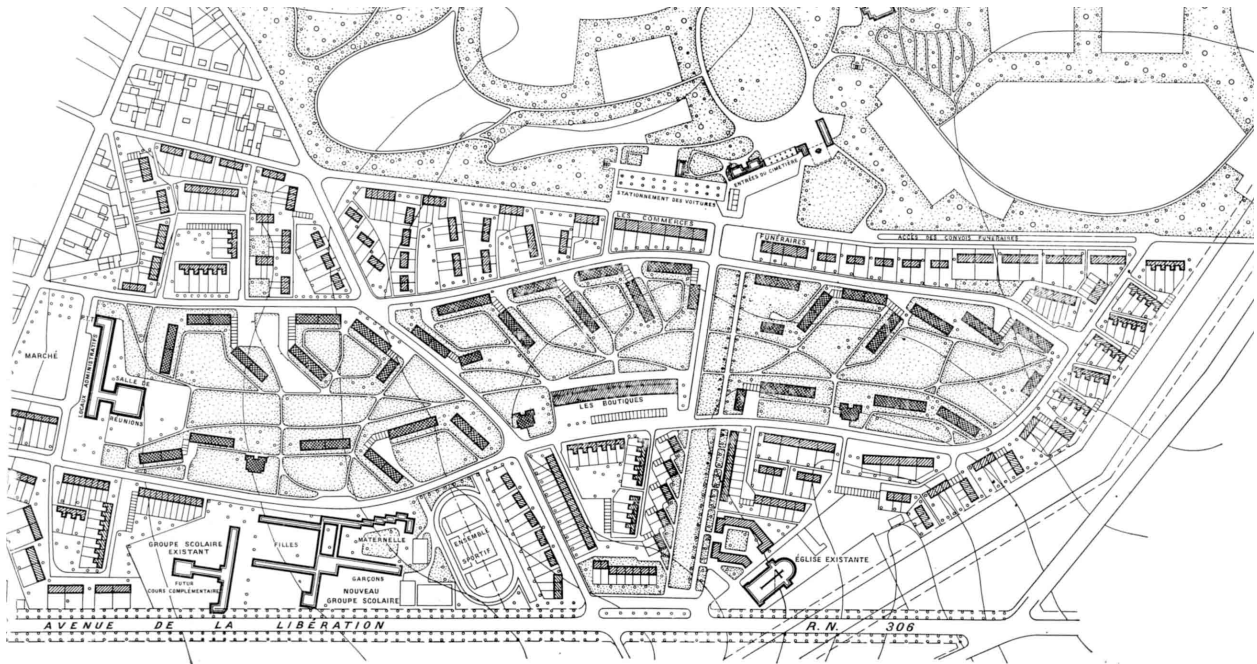 ENTRÉES DU CIMETIÈRE
STATIONNEMENT DES VOITURES
LES COMMERCES
FUNÉRAIRES
ACCÈS DES CONVOIS FUNÉRAIRES
MARCHÉ
LOCAUX ADMINISTRATIFS
SALLE DE
RÉUNIONS
LES BOUTIQUES
GROUPE SCOLAIRE
EXISTANT
FUTUR
COURS COMPLÉMENTAIRE
FILLES
MATERNELLE
GARÇONS
NOUVEAU
GROUPE SCOLAIRE
ENSEMBLE
SPORTIF
ÉGLISE EXISTANTE
AVENUE DE LA LIBÉRATION
R.N. 306